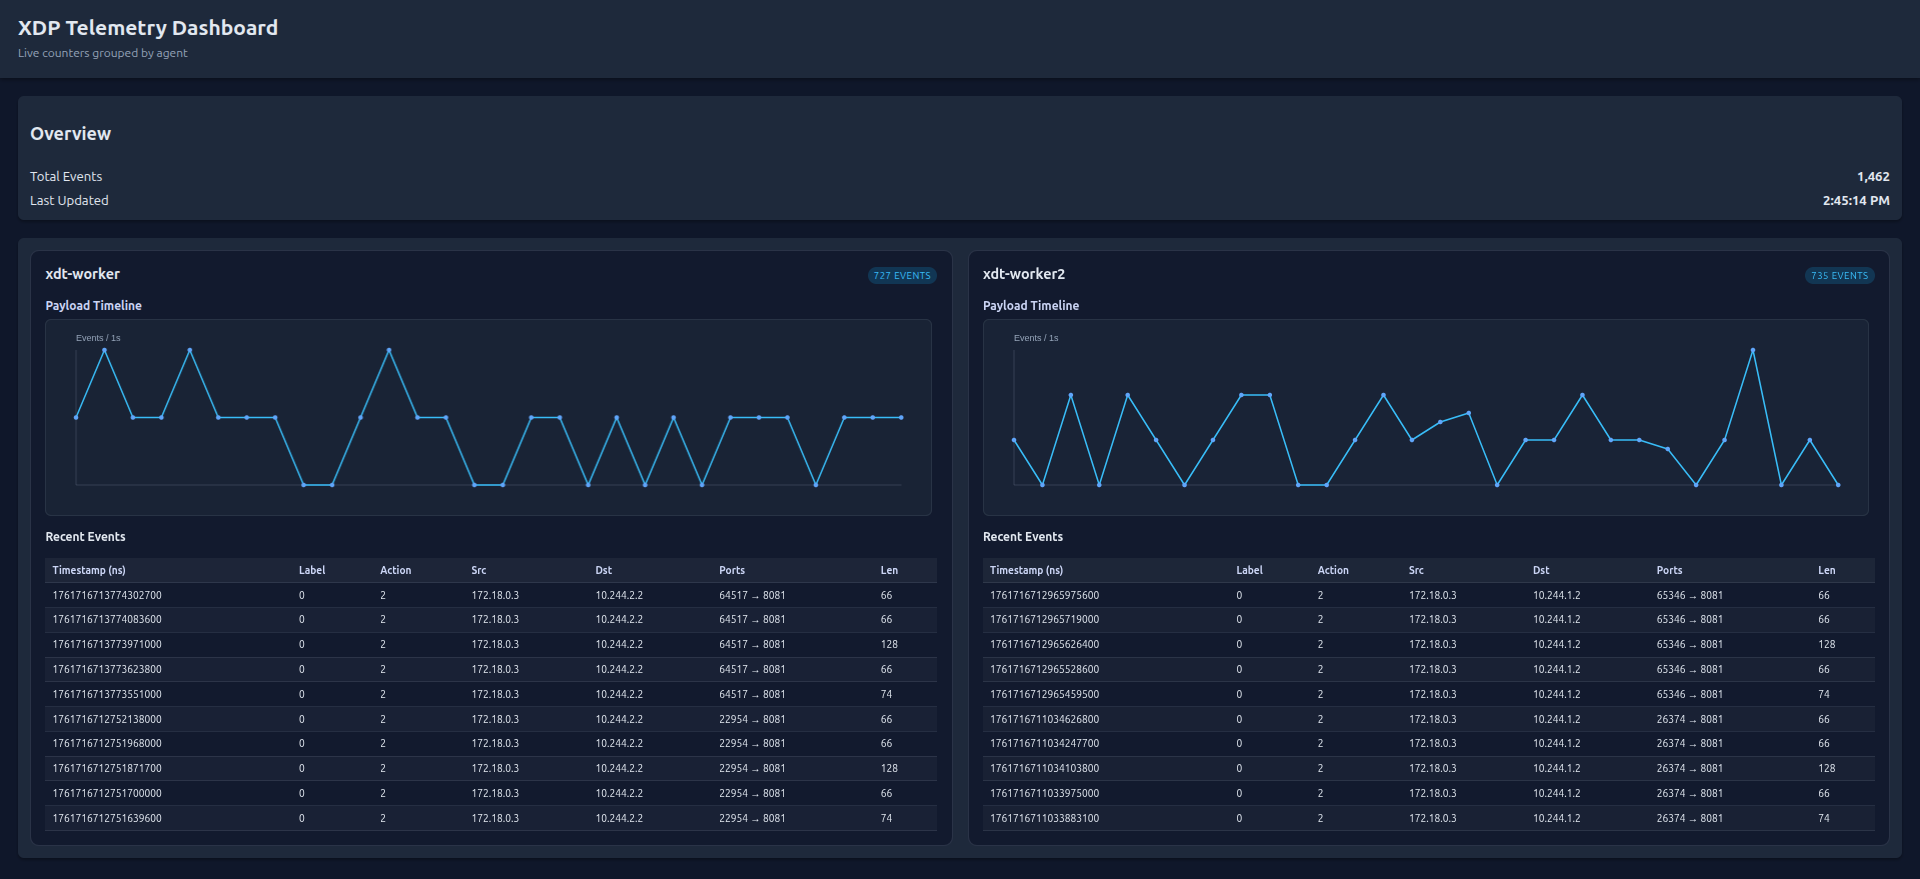 XDP Telemetry Dashboard
Live counters grouped by agent
Overview
Total Events 1,462
Last Updated 2:45:14 PM
xdt-worker 727 EVENTS
Payload Timeline
Events / 1s
Recent Events
Timestamp (ns) Label Action Src Dst Ports Len
1761716713774302700 0 2 172.18.0.3 10.244.2.2 64517 → 8081 66
1761716713774083600 0 2 172.18.0.3 10.244.2.2 64517 → 8081 66
1761716713773971000 0 2 172.18.0.3 10.244.2.2 64517 → 8081 128
1761716713773623800 0 2 172.18.0.3 10.244.2.2 64517 → 8081 66
1761716713773551000 0 2 172.18.0.3 10.244.2.2 64517 → 8081 74
1761716712752138000 0 2 172.18.0.3 10.244.2.2 22954 → 8081 66
1761716712751968000 0 2 172.18.0.3 10.244.2.2 22954 → 8081 66
1761716712751871700 0 2 172.18.0.3 10.244.2.2 22954 → 8081 128
1761716712751700000 0 2 172.18.0.3 10.244.2.2 22954 → 8081 66
1761716712751639600 0 2 172.18.0.3 10.244.2.2 22954 → 8081 74
xdt-worker2 735 EVENTS
Payload Timeline
Events / 1s
Recent Events
Timestamp (ns) Label Action Src Dst Ports Len
1761716712965975600 0 2 172.18.0.3 10.244.1.2 65346 → 8081 66
1761716712965719000 0 2 172.18.0.3 10.244.1.2 65346 → 8081 66
1761716712965626400 0 2 172.18.0.3 10.244.1.2 65346 → 8081 128
1761716712965528600 0 2 172.18.0.3 10.244.1.2 65346 → 8081 66
1761716712965459500 0 2 172.18.0.3 10.244.1.2 65346 → 8081 74
1761716711034626800 0 2 172.18.0.3 10.244.1.2 26374 → 8081 66
1761716711034247700 0 2 172.18.0.3 10.244.1.2 26374 → 8081 66
1761716711034103800 0 2 172.18.0.3 10.244.1.2 26374 → 8081 128
1761716711033975000 0 2 172.18.0.3 10.244.1.2 26374 → 8081 66
1761716711033883100 0 2 172.18.0.3 10.244.1.2 26374 → 8081 74